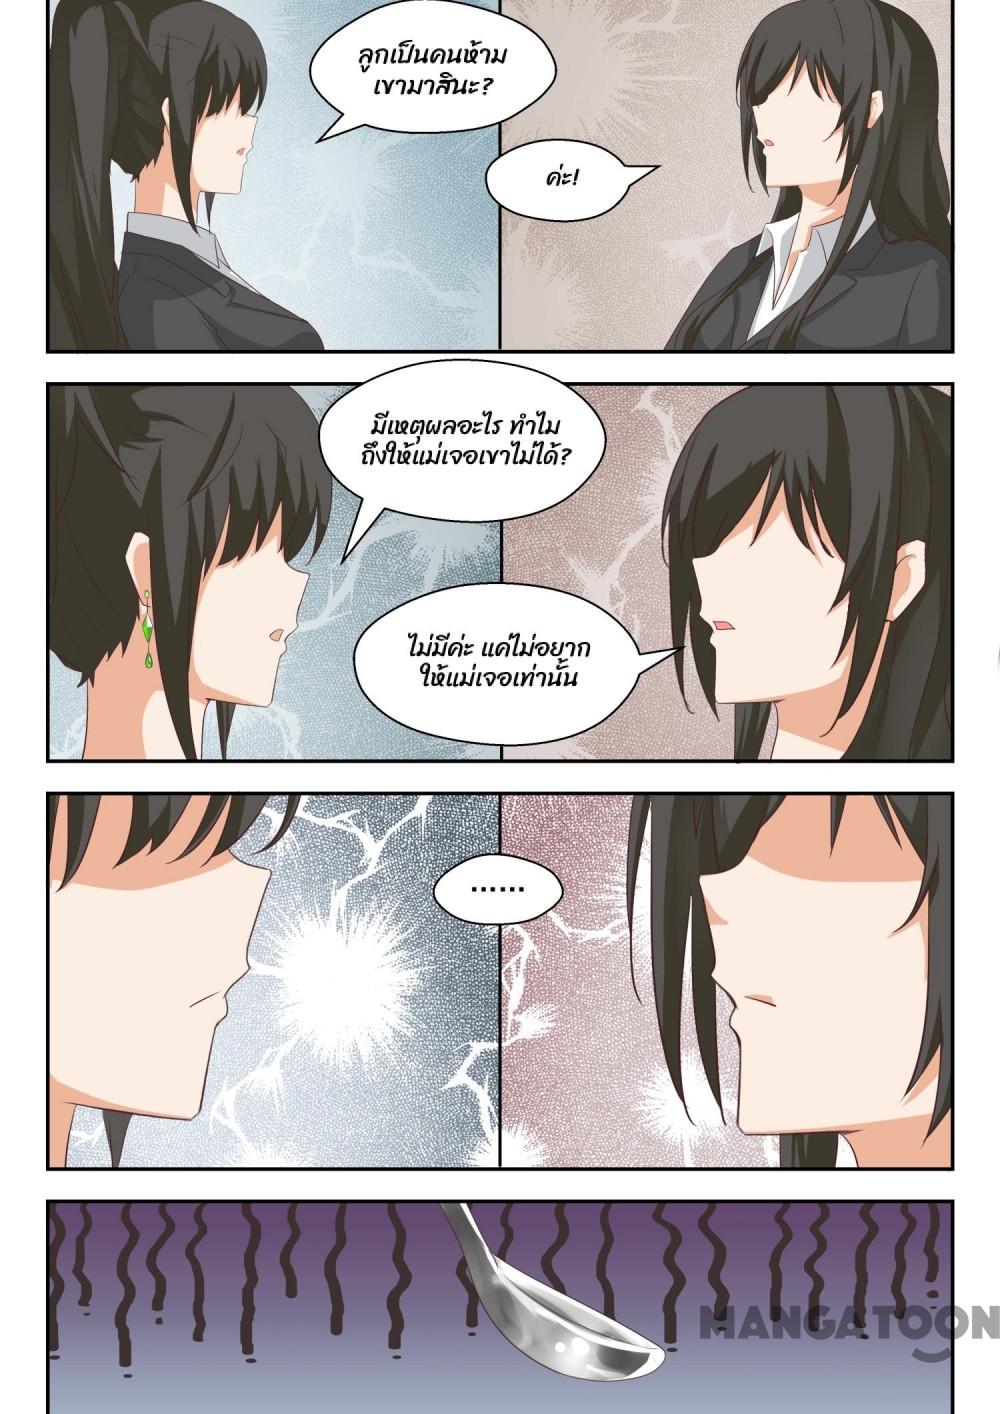 ลูกเป็นคนห้าม
เขามาสินะ?
ค่ะ!
มีเหตุผลอะไร ทำไม
ถึงให้แม่เจอเขาไม่ได้?
ไม่มีค่ะ แค่ไม่อยาก
ให้แม่เจอเท่านั้น
......
MANGATOON